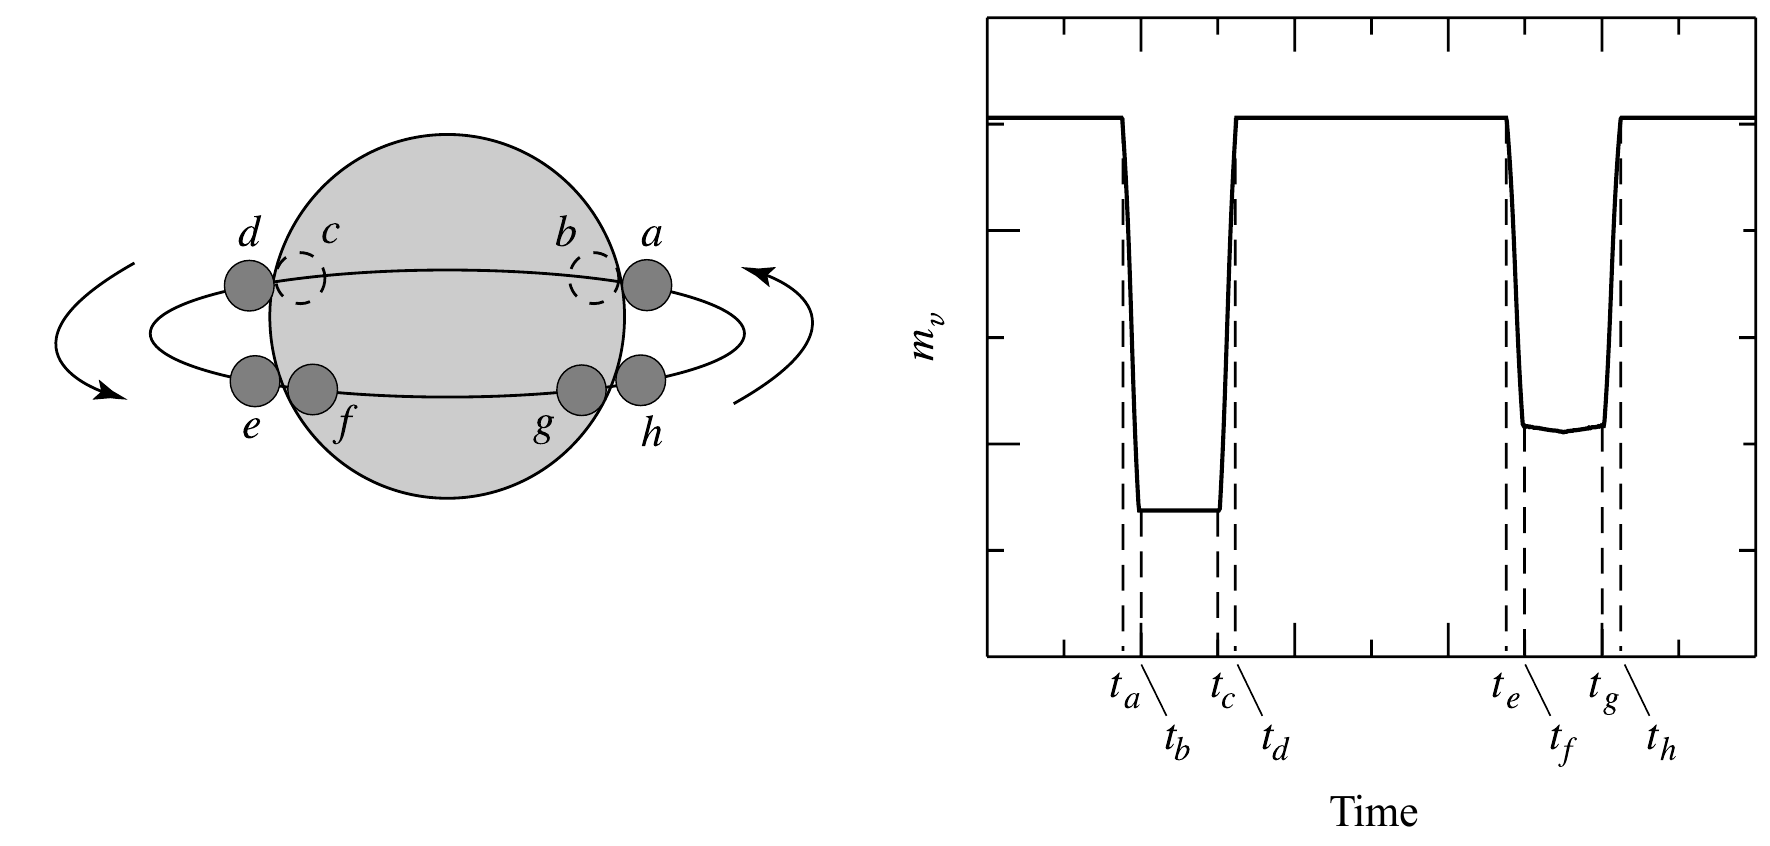 d c b a
e f g h
m_v
t_a t_c t_e t_g
t_b t_d t_f t_h
Time